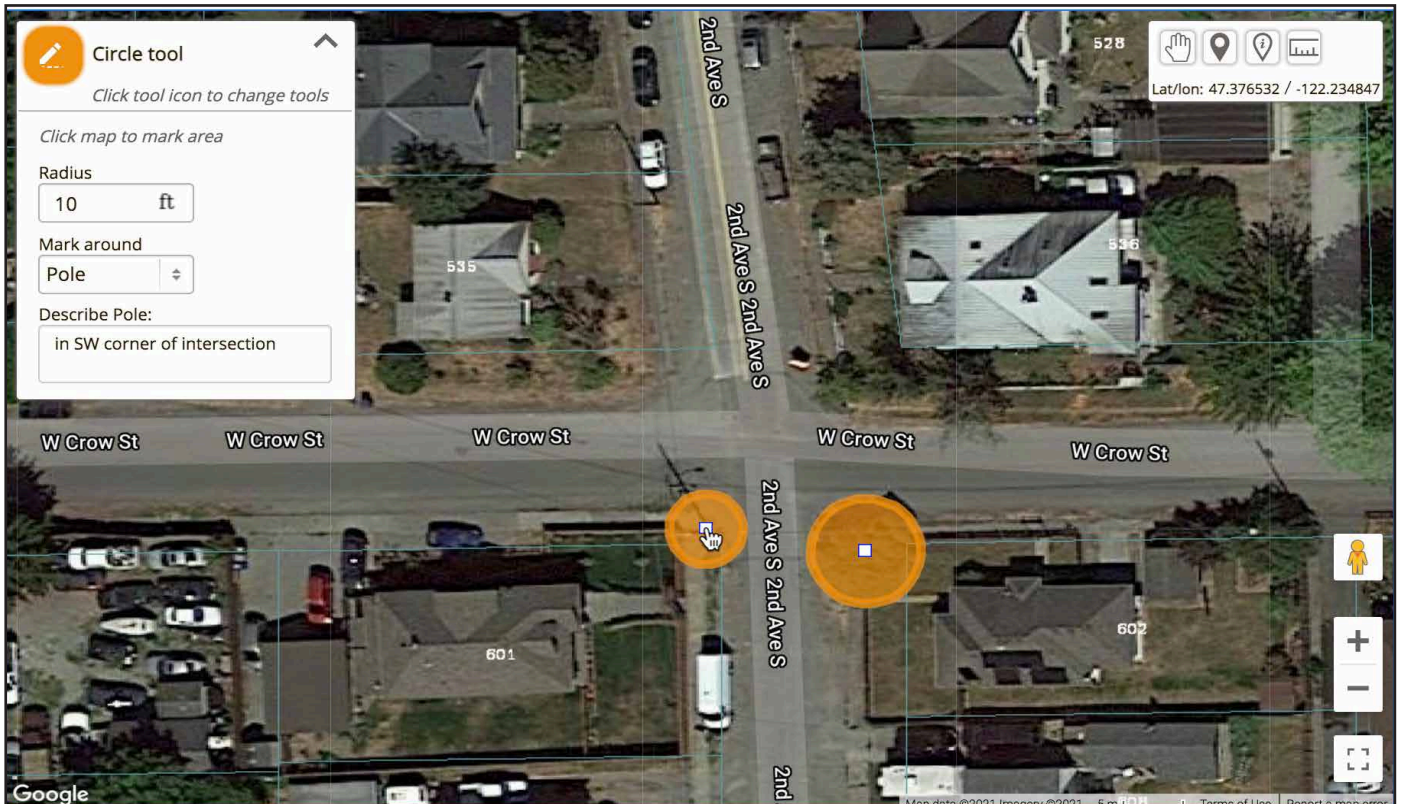 Circle tool
Click tool icon to change tools
Click map to mark area
Radius
10 ft
Mark around
Pole
Describe Pole:
in SW corner of intersection
Lat/lon: 47.376532 / -122.234847
528
2nd Ave S
536
535
2nd Ave S
2nd Ave S
W Crow St
W Crow St
W Crow St
W Crow St
W Crow St
2nd Ave S
2nd Ave S
601
602
2nd
Google
Map data ©2021 Imagery ©2021
5 m
Terms of Use
Report a map error